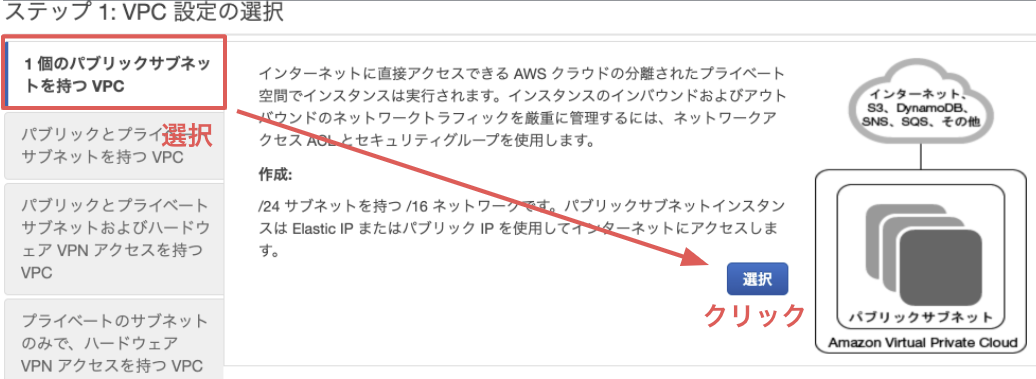 ステップ 1: VPC 設定の選択
1 個のパブリックサブネッ
トを持つ VPC
選択
パブリックとプライベート
サブネットを持つ VPC
パブリックとプライベート
サブネットおよびハードウ
ェア VPN アクセスを持つ
VPC
プライベートのサブネット
のみで、ハードウェア
VPN アクセスを持つ VPC
インターネットに直接アクセスできる AWS クラウドの分離されたプライベート
空間でインスタンスは実行されます。インスタンスのインバウンドおよびアウト
バウンドのネットワークトラフィックを厳重に管理するには、ネットワークア
クセス ACL とセキュリティグループを使用します。
作成:
/24 サブネットを持つ /16 ネットワークです。パブリックサブネットインスタン
スは Elastic IP またはパブリック IP を使用してインターネットにアクセスしま
す。
選択
クリック
インターネット、
S3、DynamoDB、
SNS、SQS、その他
パブリックサブネット
Amazon Virtual Private Cloud